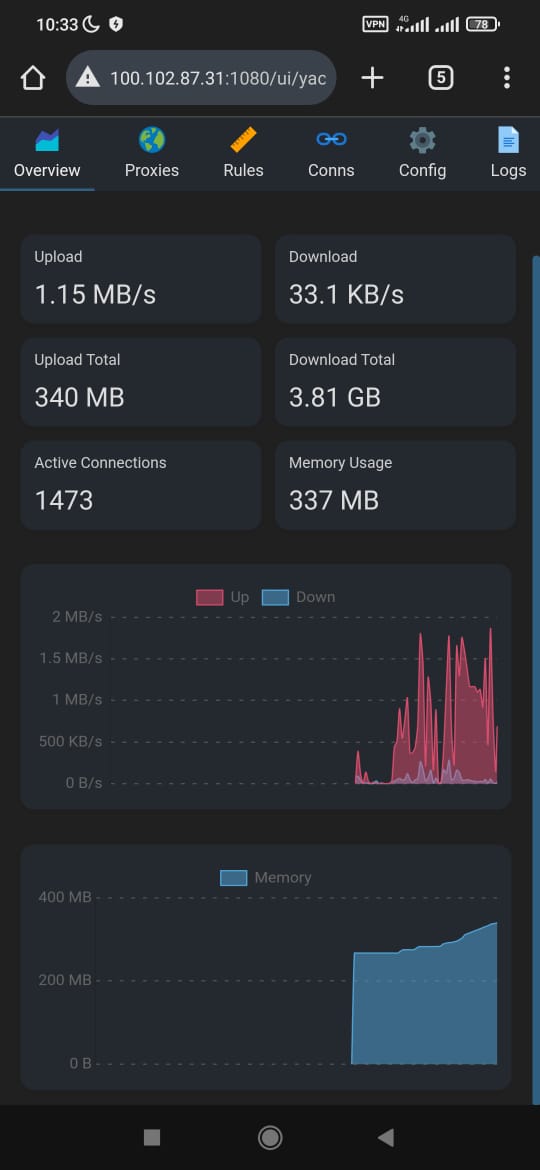 10:33 VPN 4G 78
100.102.87.31:1080/ui/yac 5
Overview Proxies Rules Conns Config Logs
Upload Download
1.15 MB/s 33.1 KB/s
Upload Total Download Total
340 MB 3.81 GB
Active Connections Memory Usage
1473 337 MB
Up Down
2 MB/s
1.5 MB/s
1 MB/s
500 KB/s
0 B/s
Memory
400 MB
200 MB
0 B